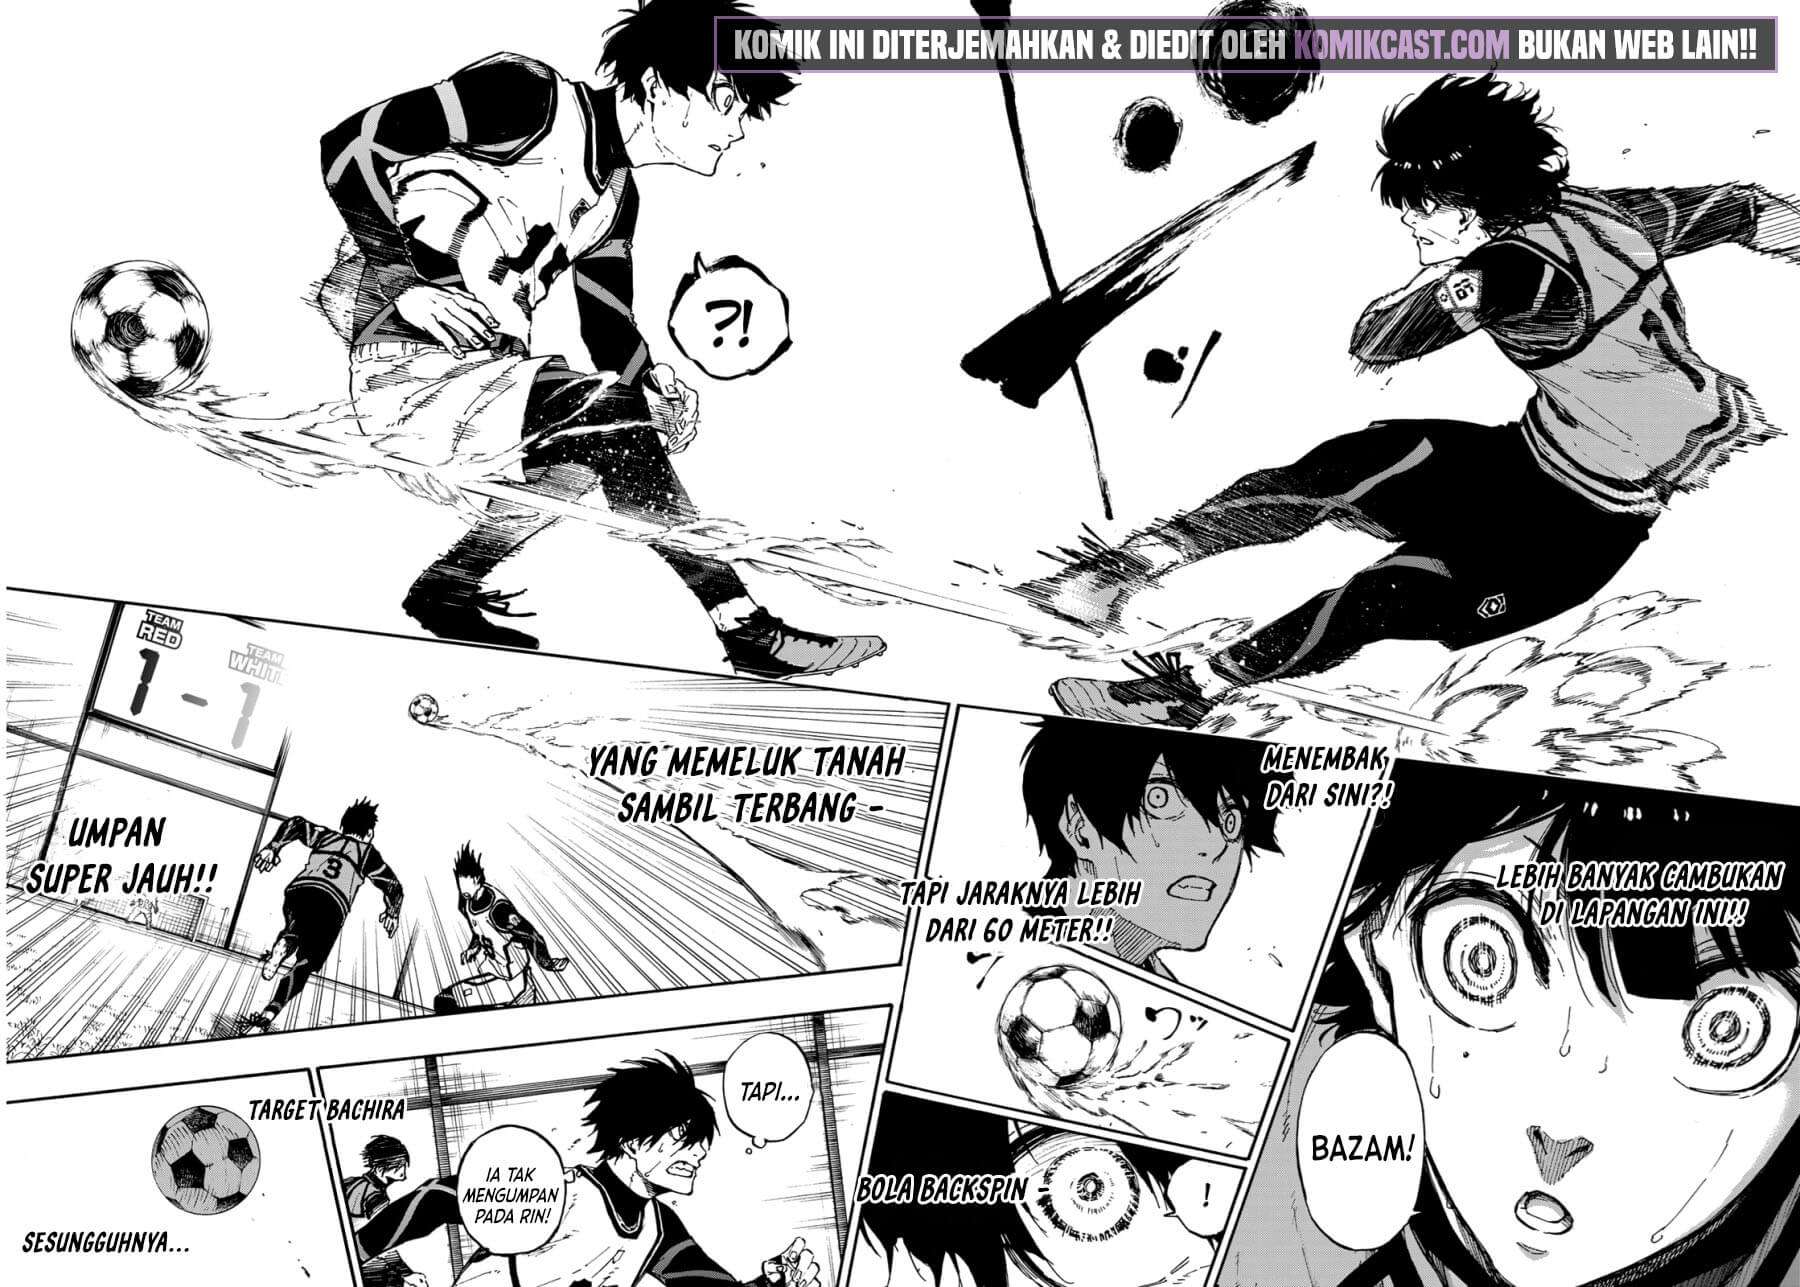 KOMIK INI DITERJEMAHKAN & DIEDIT OLEH KOMIKCAST.COM BUKAN WEB LAIN!!
?!
LEBIH BANYAK CAMBUKAN
DI LAPANGAN INI!!
BAZAM!
MENEMBAK
DARI SINI?!
TAPI JARAKNYA LEBIH
DARI 60 METER!!
BOLA BACKSPIN -
!
YANG MEMELUK TANAH
SAMBIL TERBANG -
TEAM
RED
TEAM
WHITE
1 - 1
9
UMPAN
SUPER JAUH!!
TAPI...
IA TAK
MENGUMPAN
PADA RIN!
TARGET BACHIRA
SESUNGGUHNYA...